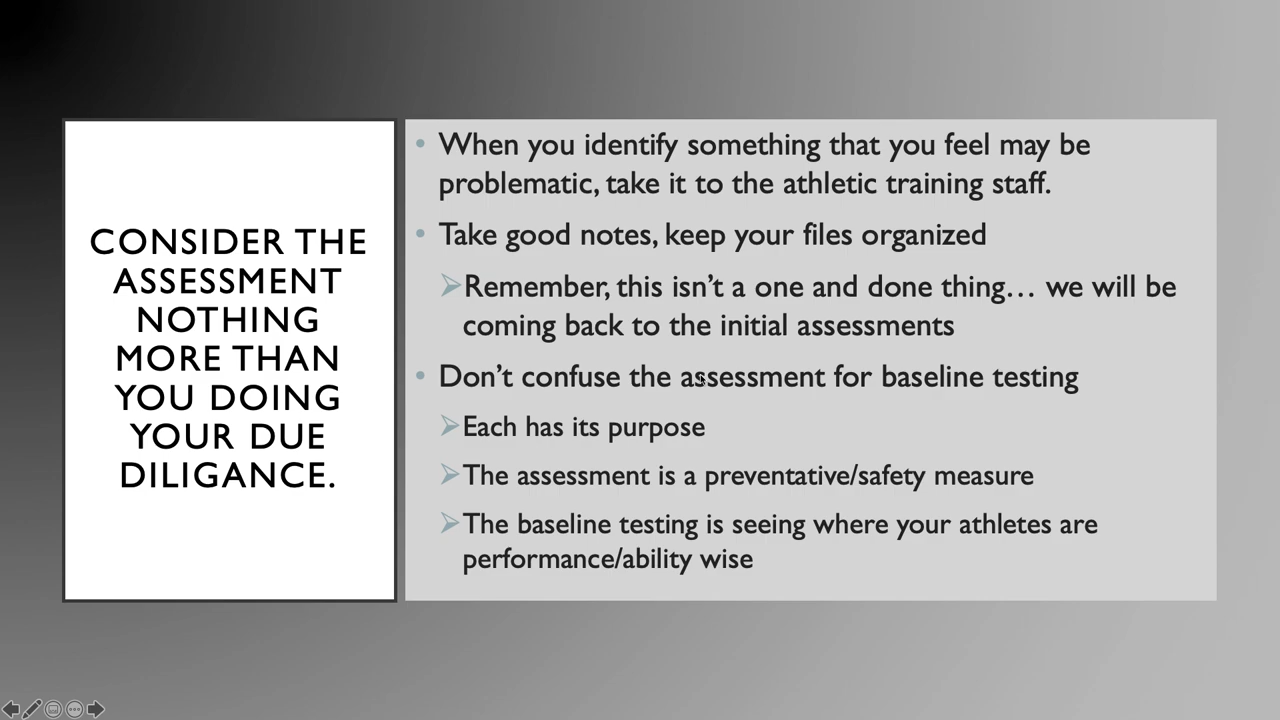 CONSIDER THE
ASSESSMENT
NOTHING
MORE THAN
YOU DOING
YOUR DUE
DILIGANCE.
• When you identify something that you feel may be
problematic, take it to the athletic training staff.
• Take good notes, keep your files organized
➢Remember, this isn't a one and done thing… we will be
coming back to the initial assessments
• Don't confuse the assessment for baseline testing
➢Each has its purpose
➢The assessment is a preventative/safety measure
➢The baseline testing is seeing where your athletes are
performance/ability wise